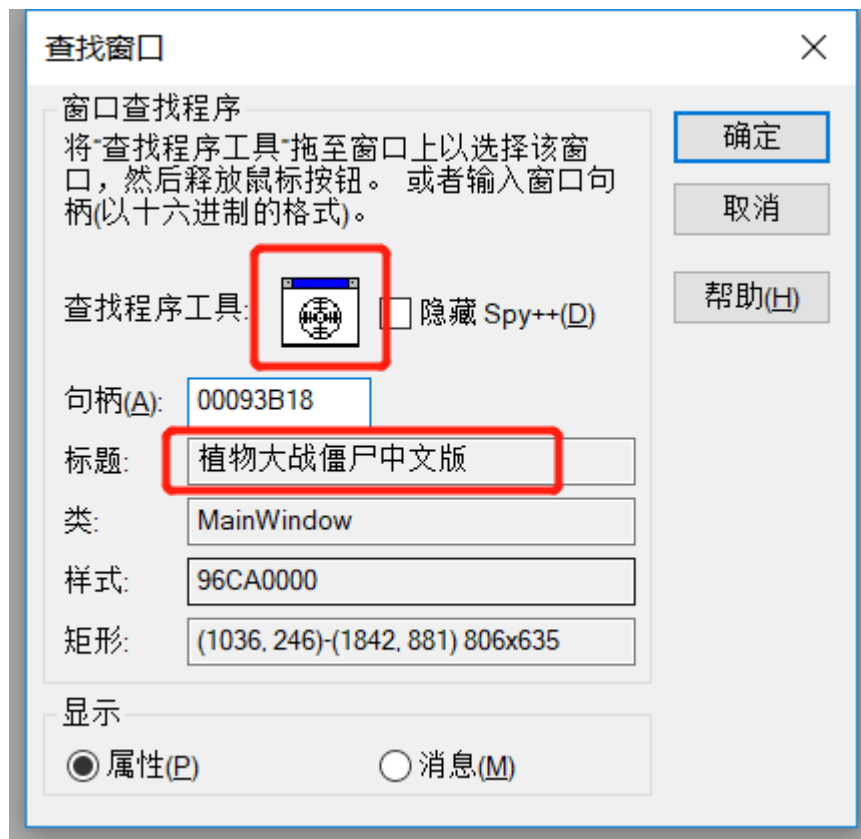 查找窗口
窗口查找程序
将"查找程序工具"拖至窗口上以选择该窗
口，然后释放鼠标按钮。 或者输入窗口句
柄(以十六进制的格式)。
确定
取消
帮助(H)
查找程序工具:
隐藏 Spy++(D)
句柄(A): 00093B18
标题: 植物大战僵尸中文版
类: MainWindow
样式: 96CA0000
矩形: (1036, 246)-(1842, 881) 806x635
显示
属性(P) 消息(M)